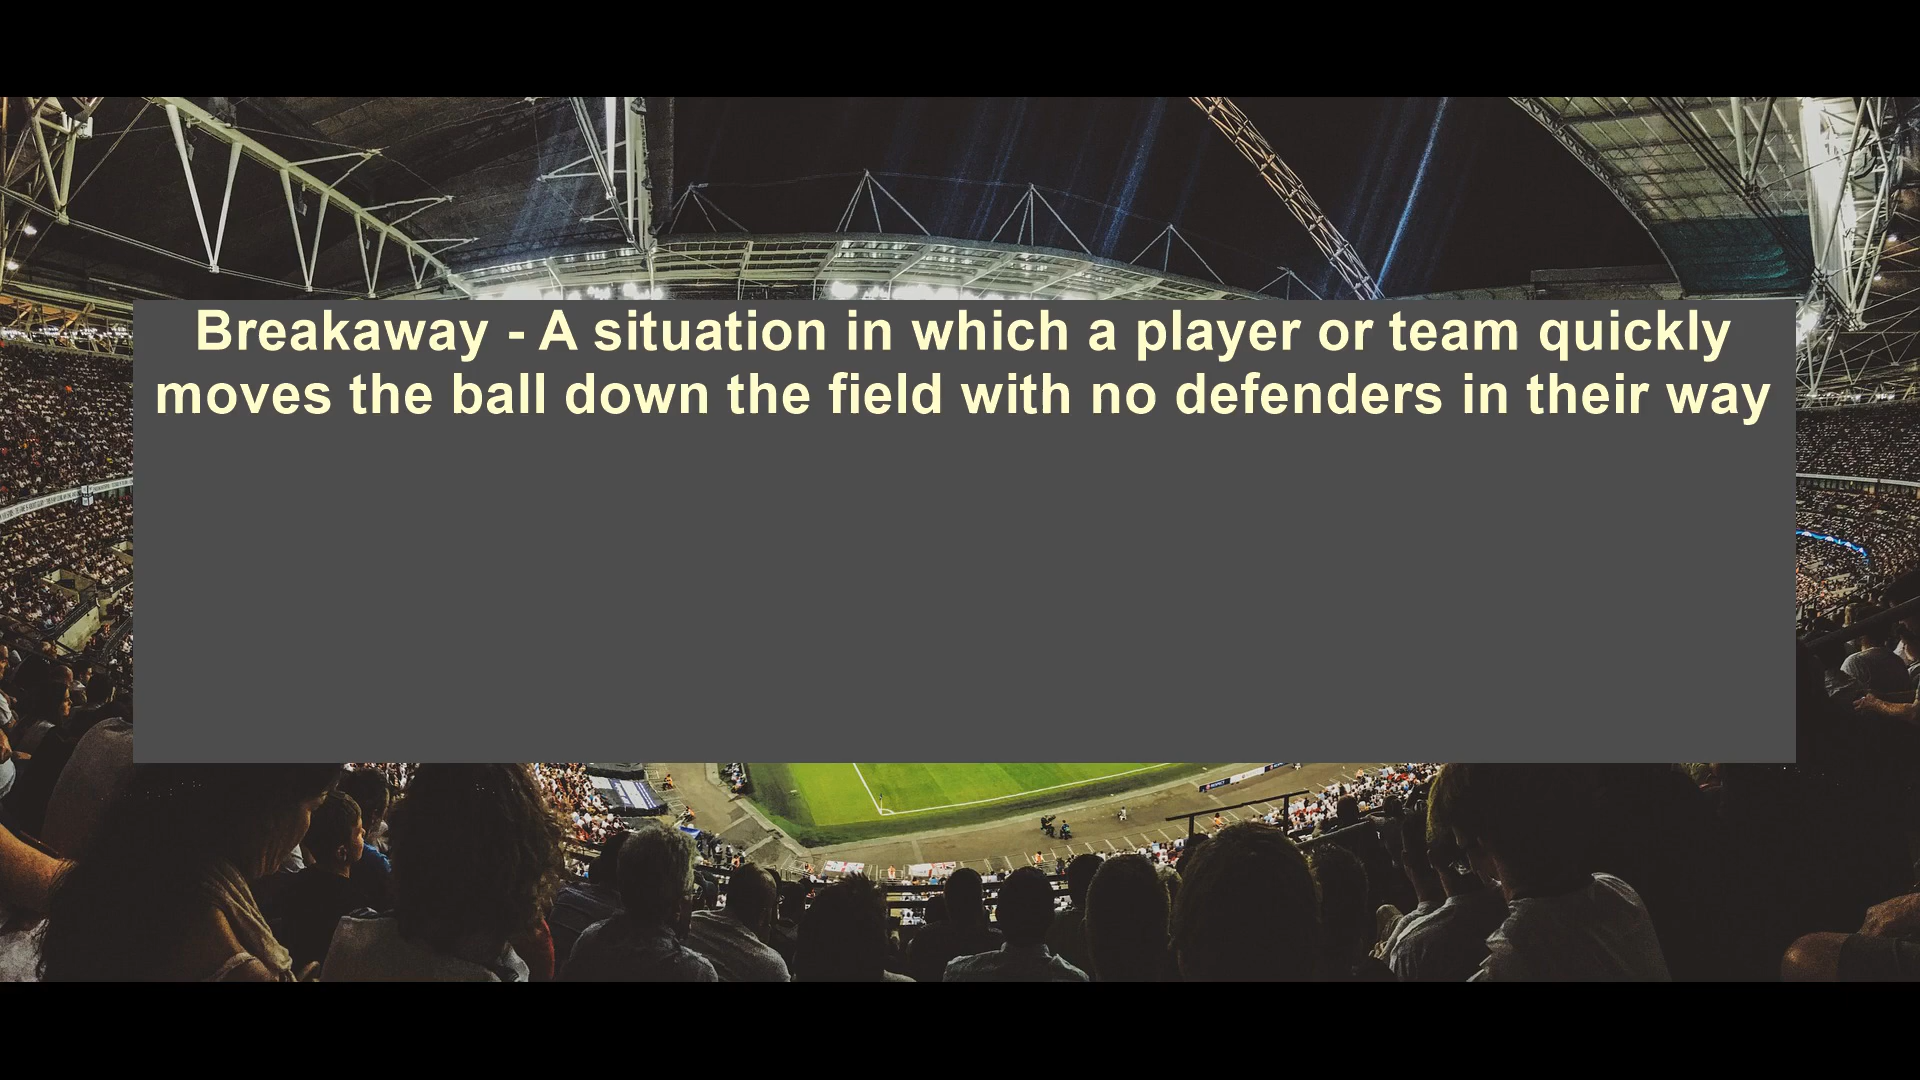 Breakaway - A situation in which a player or team quickly
moves the ball down the field with no defenders in their way